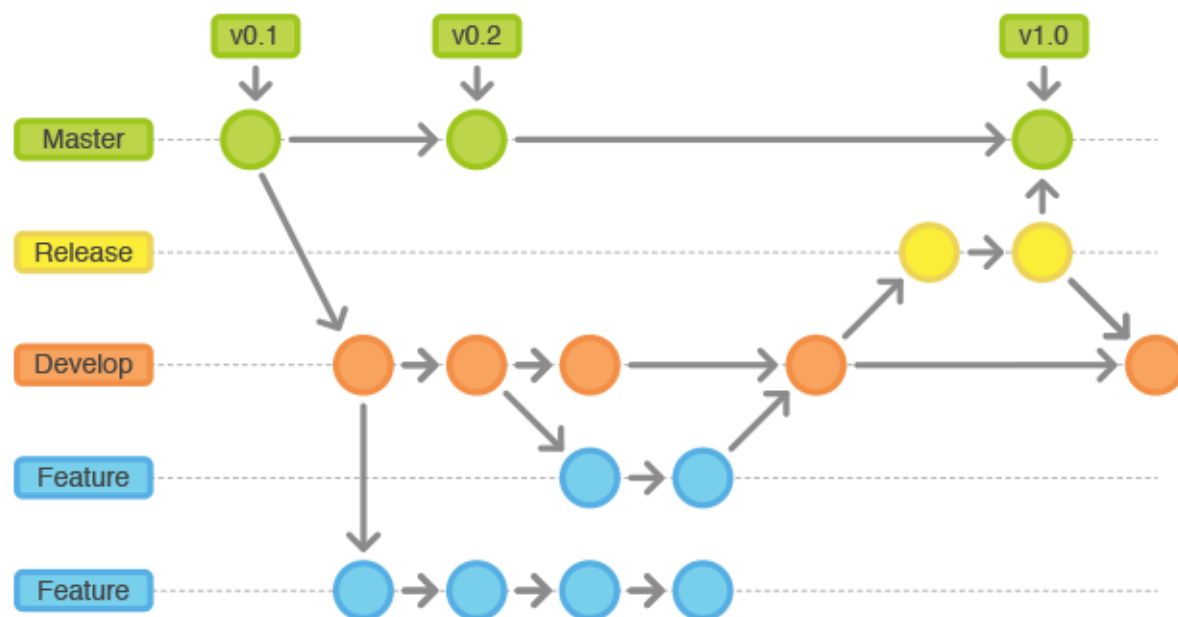 v0.1
v0.2
v1.0
Master
Release
Develop
Feature
Feature